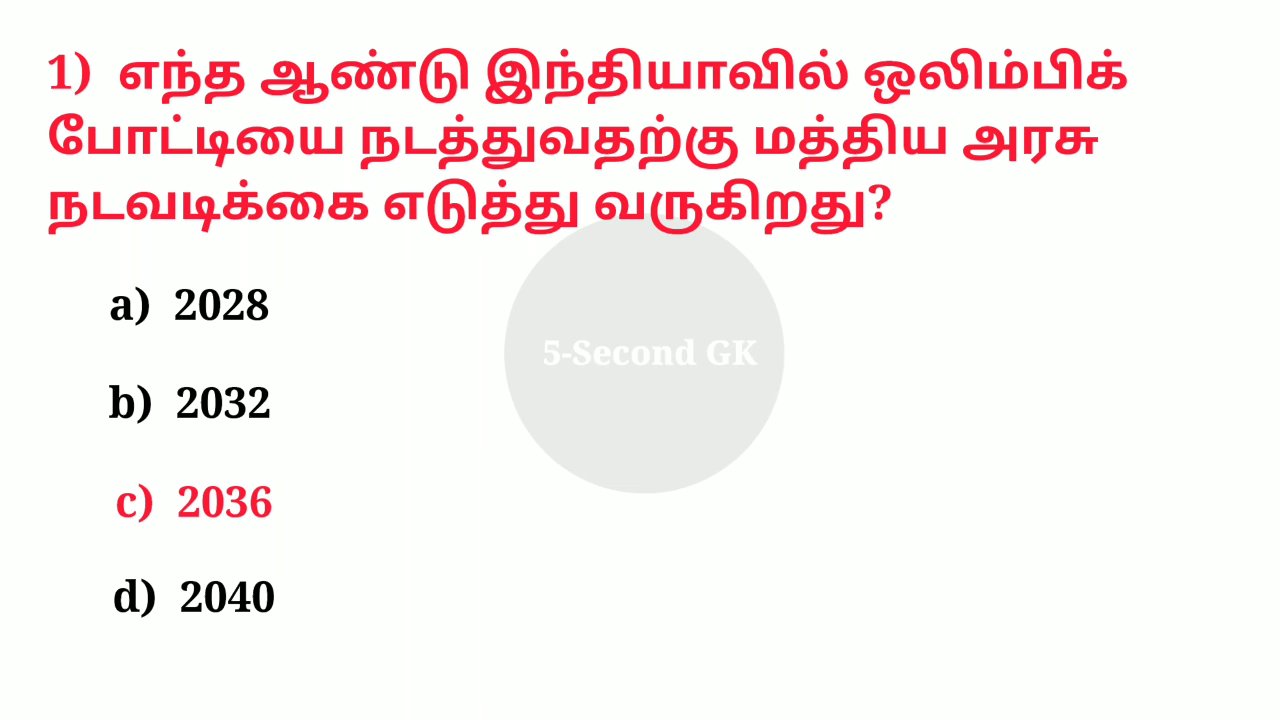 1) எந்த ஆண்டு இந்தியாவில் ஒலிம்பிக்
போட்டியை நடத்துவதற்கு மத்திய அரசு
நடவடிக்கை எடுத்து வருகிறது?
a) 2028
5-Second GK
b) 2032
c) 2036
d) 2040